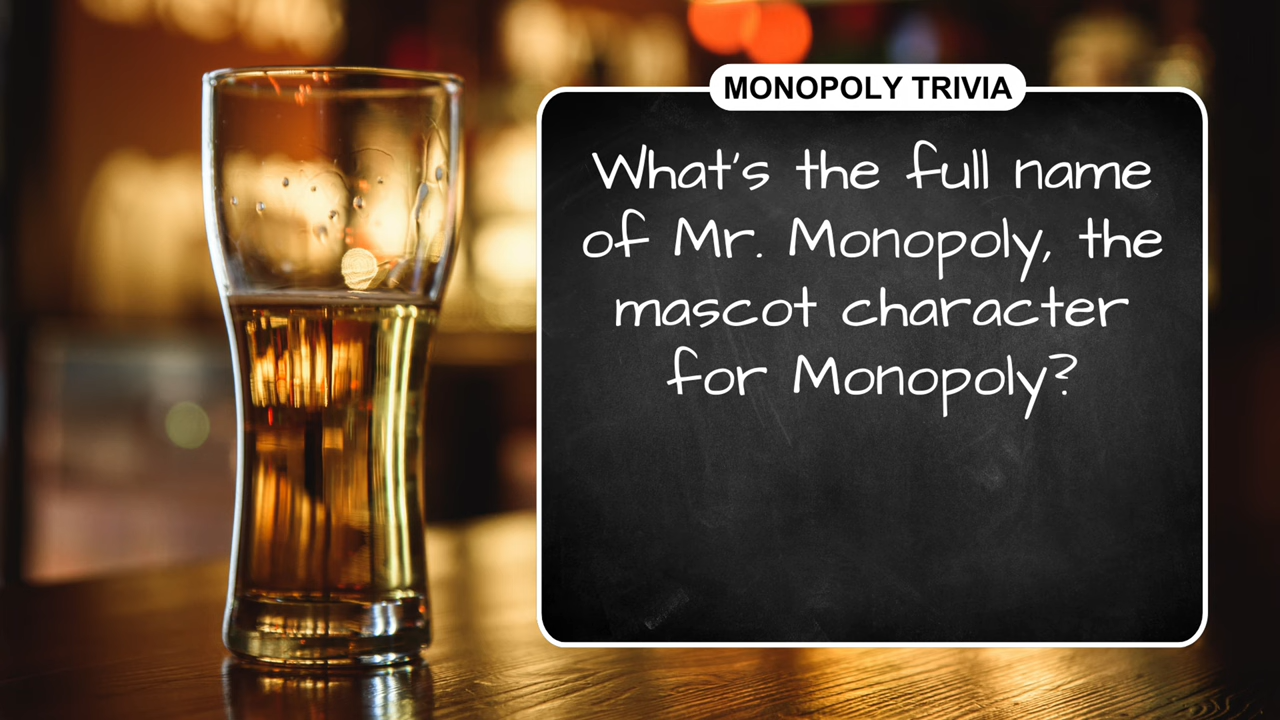 MONOPOLY TRIVIA
What's the full name
of Mr. Monopoly, the
mascot character
for Monopoly?